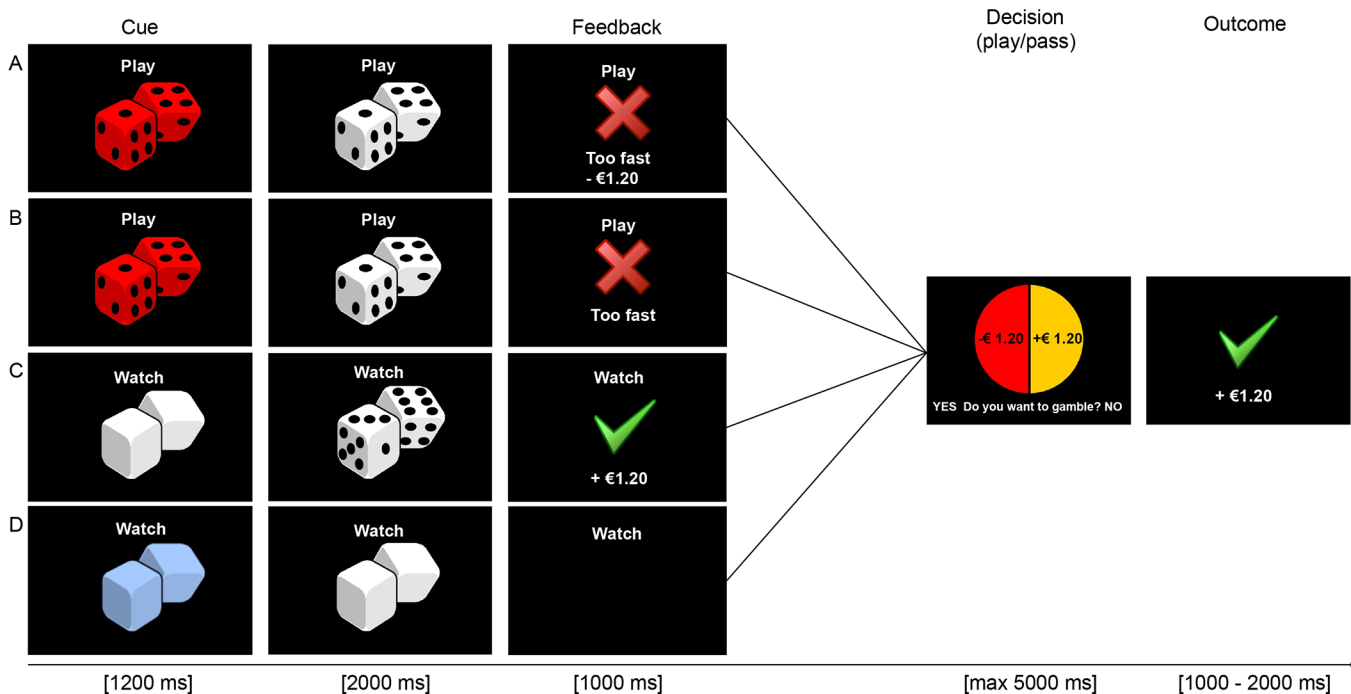 Cue
Feedback
Decision
(play/pass)
Outcome
A
Play
Play
Play
Too fast
- €1.20
B
Play
Play
Play
Too fast
C
Watch
Watch
Watch
+ €1.20
D
Watch
Watch
Watch
-€ 1.20
+€ 1.20
YES Do you want to gamble? NO
+ €1.20
[1200 ms]
[2000 ms]
[1000 ms]
[max 5000 ms]
[1000 - 2000 ms]